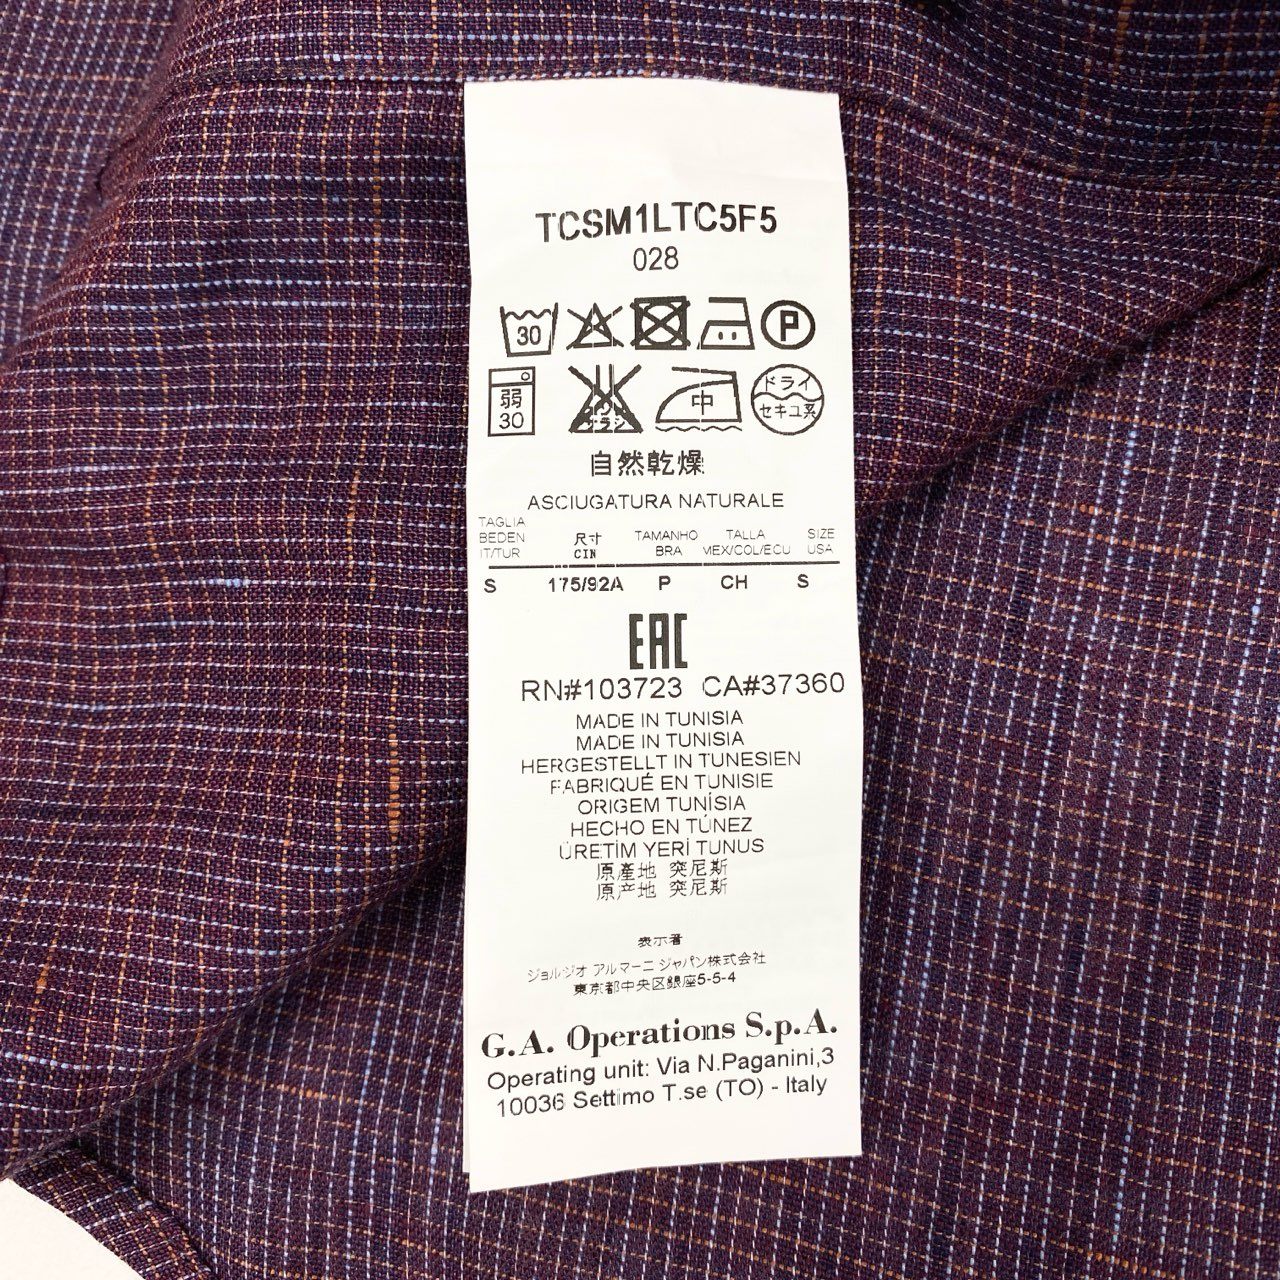 TCSM1LTC5F5
028
30
P
弱
30
中
ドライ
セキユ系
自然乾燥
ASCIUGATURA NATURALE
TAGLIA
BEDEN
IT/TUR
尺寸
CIN
TAMANHO
BRA
TALLA
MEX/COL/ECU
SIZE
USA
S 175/92A P CH S
EAC
RN#103723 CA#37360
MADE IN TUNISIA
MADE IN TUNISIA
HERGESTELLT IN TUNESIEN
FABRIQUÉ EN TUNISIE
ORIGEM TUNÍSIA
HECHO EN TÚNEZ
ÜRETİM YERİ TUNUS
原產地 突尼斯
原产地 突尼斯
表示者
ジョルジオ アルマーニ ジャパン株式会社
東京都中央区銀座5-5-4
G.A. Operations S.p.A.
Operating unit: Via N.Paganini,3
10036 Settimo T.se (TO) - Italy